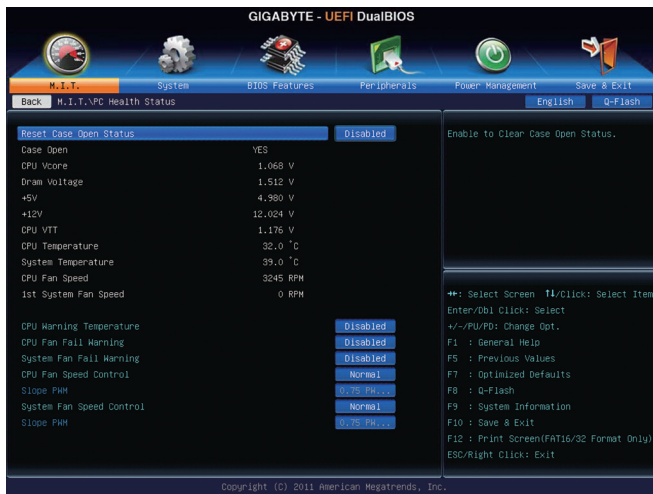 GIGABYTE - UEFI DualBIOS
M.I.T. System BIOS Features Peripherals Power Management Save & Exit
Back M.I.T.\PC Health Status English Q-Flash
Reset Case Open Status Disabled Enable to Clear Case Open Status.
Case Open YES
CPU Vcore 1.068 V
Dram Voltage 1.512 V
+5V 4.980 V
+12V 12.024 V
CPU VTT 1.176 V
CPU Temperature 32.0 °C
System Temperature 39.0 °C
CPU Fan Speed 3245 RPM
1st System Fan Speed 0 RPM
CPU Warning Temperature Disabled
CPU Fan Fail Warning Disabled
System Fan Fail Warning Disabled
CPU Fan Speed Control Normal
Slope PWM 0.75 PW...
System Fan Speed Control Normal
Slope PWM 0.75 PW...
→←: Select Screen ↑↓/Click: Select Item
Enter/Dbl Click: Select
+/-/PU/PD: Change Opt.
F1 : General Help
F5 : Previous Values
F7 : Optimized Defaults
F8 : Q-Flash
F9 : System Information
F10 : Save & Exit
F12 : Print Screen(FAT16/32 Format Only)
ESC/Right Click: Exit
Copyright (C) 2011 American Megatrends, Inc.